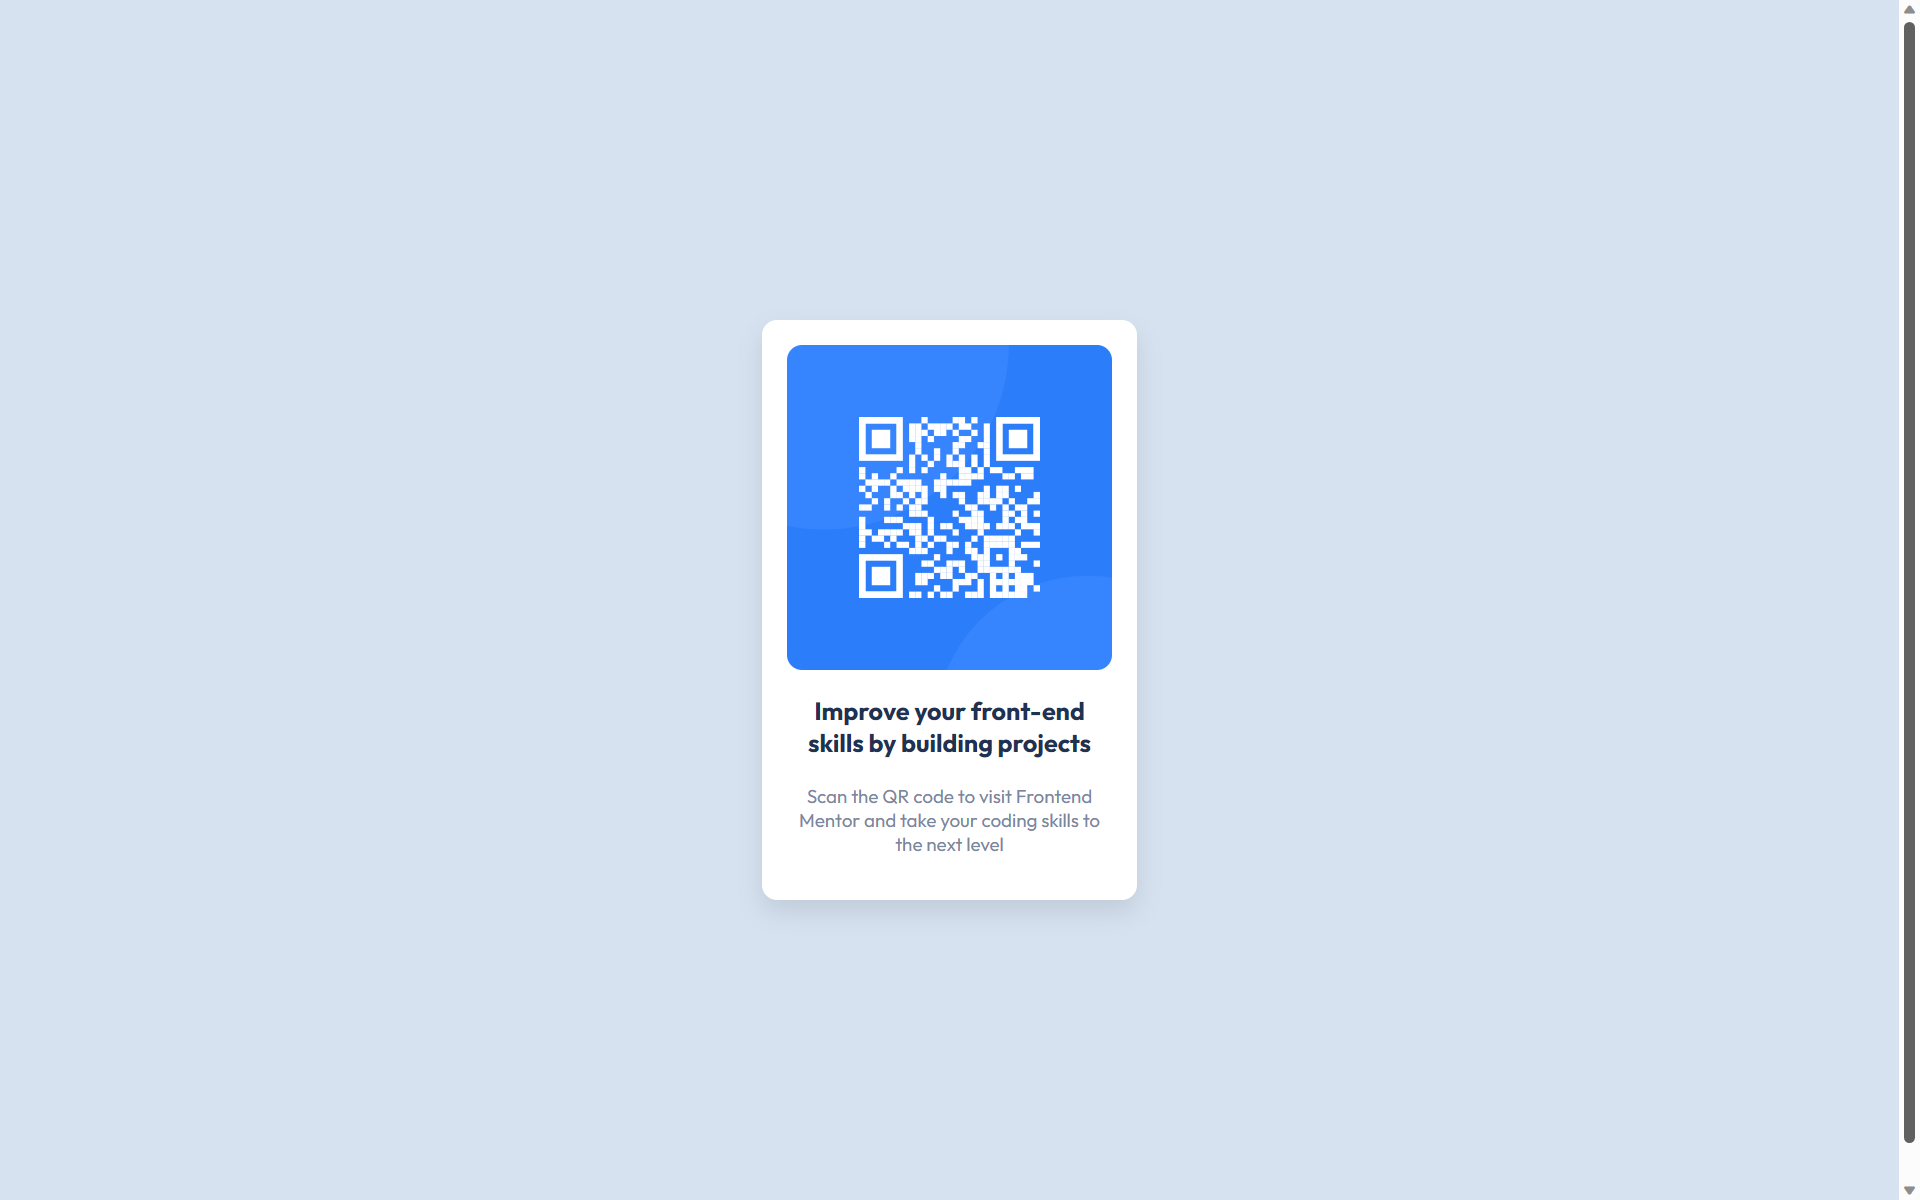 Improve your front-end
skills by building projects
Scan the QR code to visit Frontend
Mentor and take your coding skills to
the next level